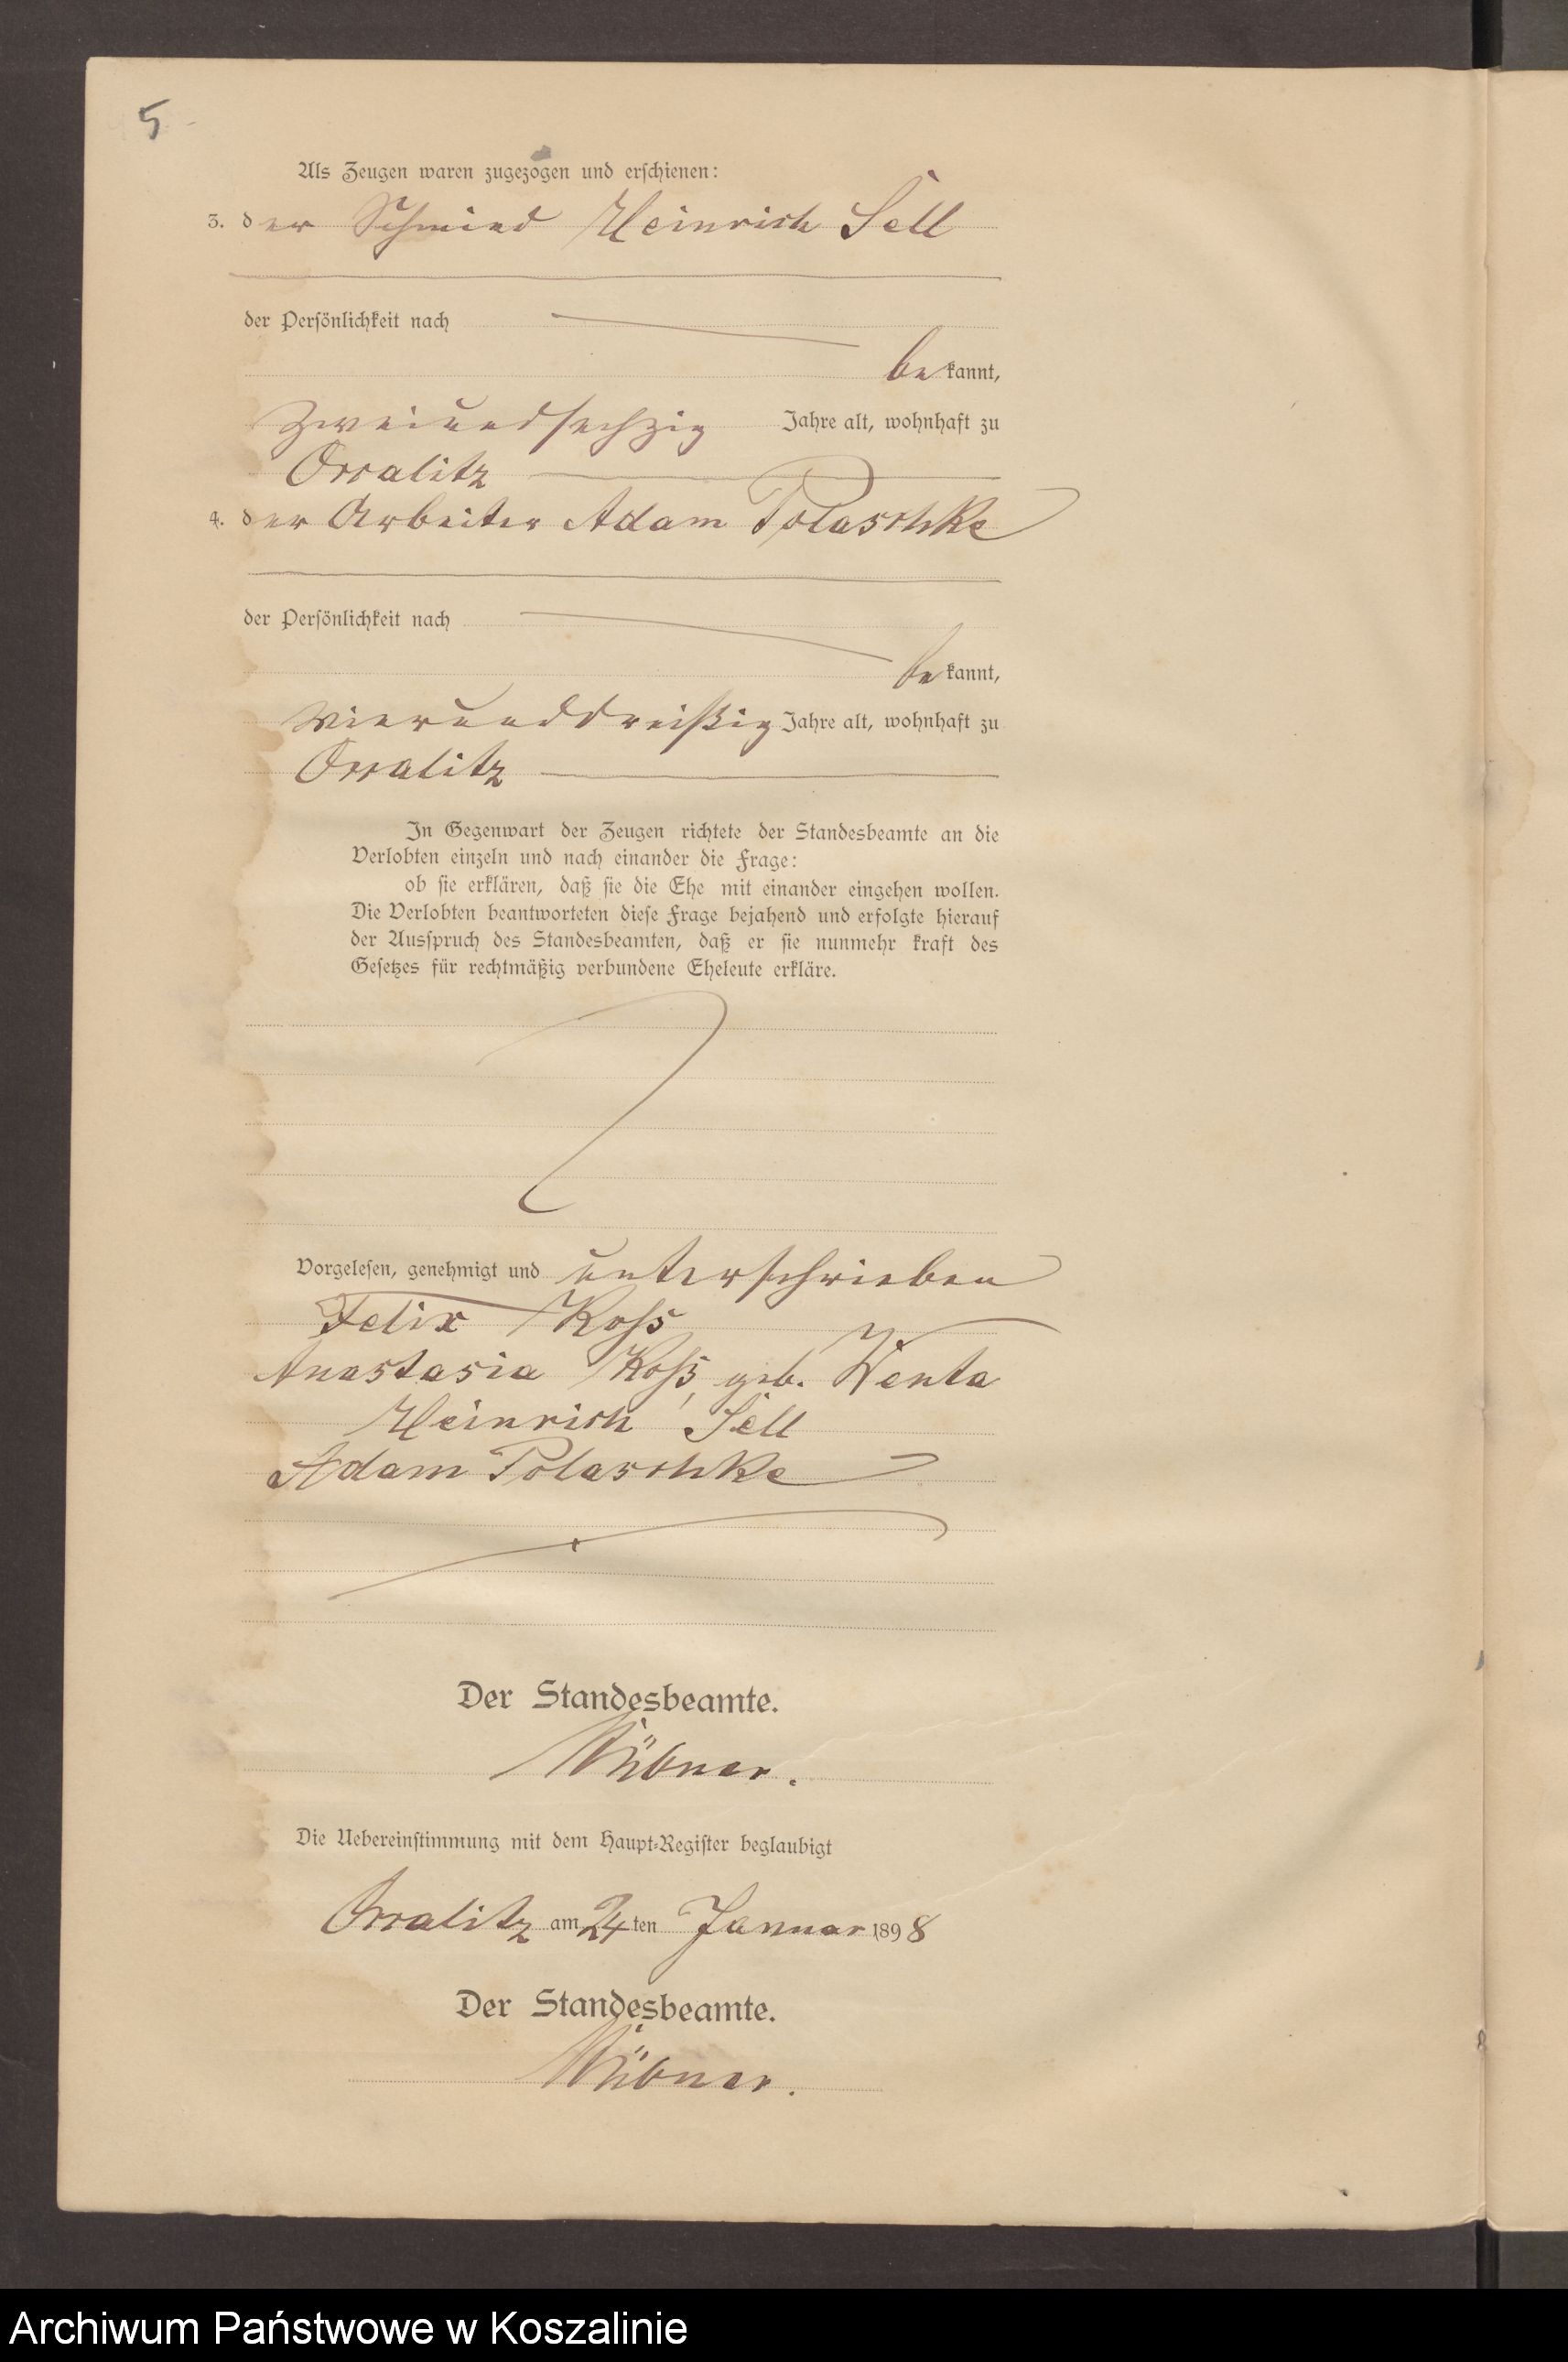 5
Als Zeugen waren zugezogen und erschienen:
3. der Schmied Heinrich Sell
der Persönlichkeit nach
bekannt,
zweiundsechzig Jahre alt, wohnhaft zu
Ossalitz
4. der Arbeiter Adam Polaschke
der Persönlichkeit nach
bekannt,
vierunddreißig Jahre alt, wohnhaft zu
Ossalitz
In Gegenwart der Zeugen richtete der Standesbeamte an die
Verlobten einzeln und nach einander die Frage:
ob sie erklären, daß sie die Ehe mit einander eingehen wollen.
Die Verlobten beantworteten diese Frage bejahend und erfolgte hierauf
der Ausspruch des Standesbeamten, daß er sie nunmehr kraft des
Gesetzes für rechtmäßig verbundene Eheleute erkläre.
Vorgelesen, genehmigt und unterschrieben
Felix Koss
Anastasia Koss, geb. Wenta
Heinrich Sell
Adam Polaschke
Der Standesbeamte.
Die Uebereinstimmung mit dem Haupt-Register beglaubigt
Ossalitz am 24ten Januar 1898
Der Standesbeamte.
Archiwum Państwowe w Koszalinie